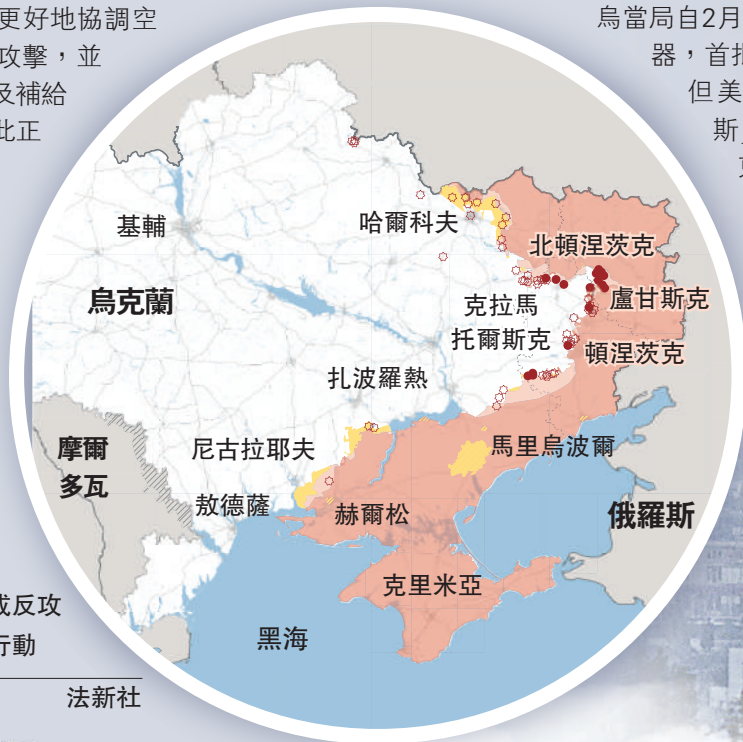 更好地協調空
攻擊，並
及補給
此正
烏當局自2月
器，首批
但美
斯
基輔
哈爾科夫
北頓涅茨克
烏克蘭
克拉馬
托爾斯克
盧甘斯克
頓涅茨克
扎波羅熱
摩爾
多瓦
尼古拉耶夫
馬里烏波爾
敖德薩
赫爾松
俄羅斯
克里米亞
黑海
或反攻
行動
法新社